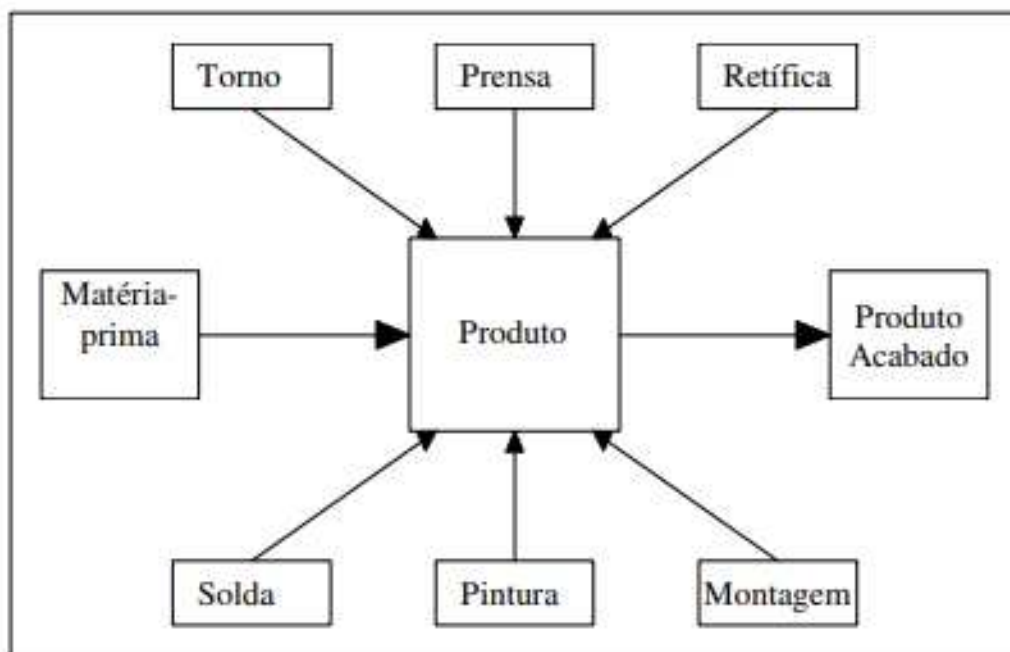 Torno
Prensa
Retífica
Matéria-
prima
Produto
Produto
Acabado
Solda
Pintura
Montagem